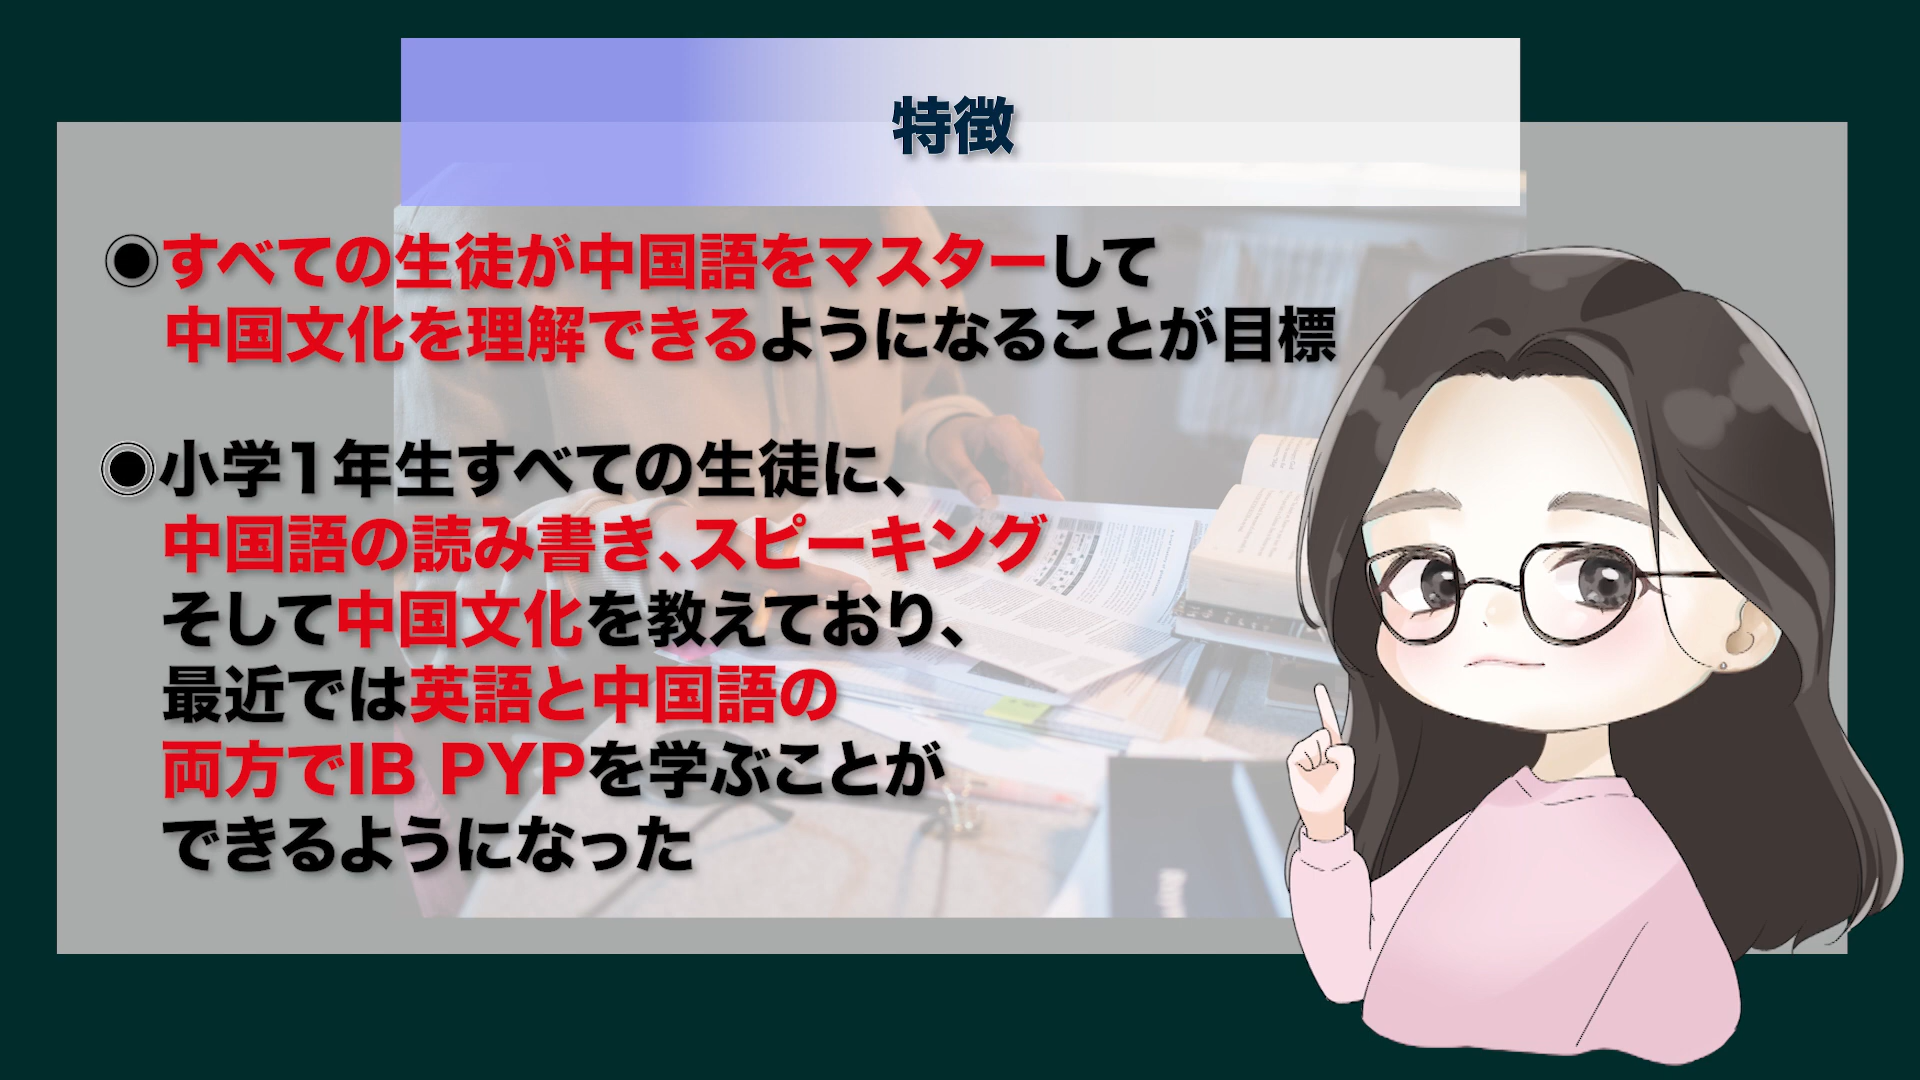 特徴
◉すべての生徒が中国語をマスターして
中国文化を理解できるようになることが目標
◉小学1年生すべての生徒に、
中国語の読み書き、スピーキング
そして中国文化を教えており、
最近では英語と中国語の
両方でIB PYPを学ぶことが
できるようになった